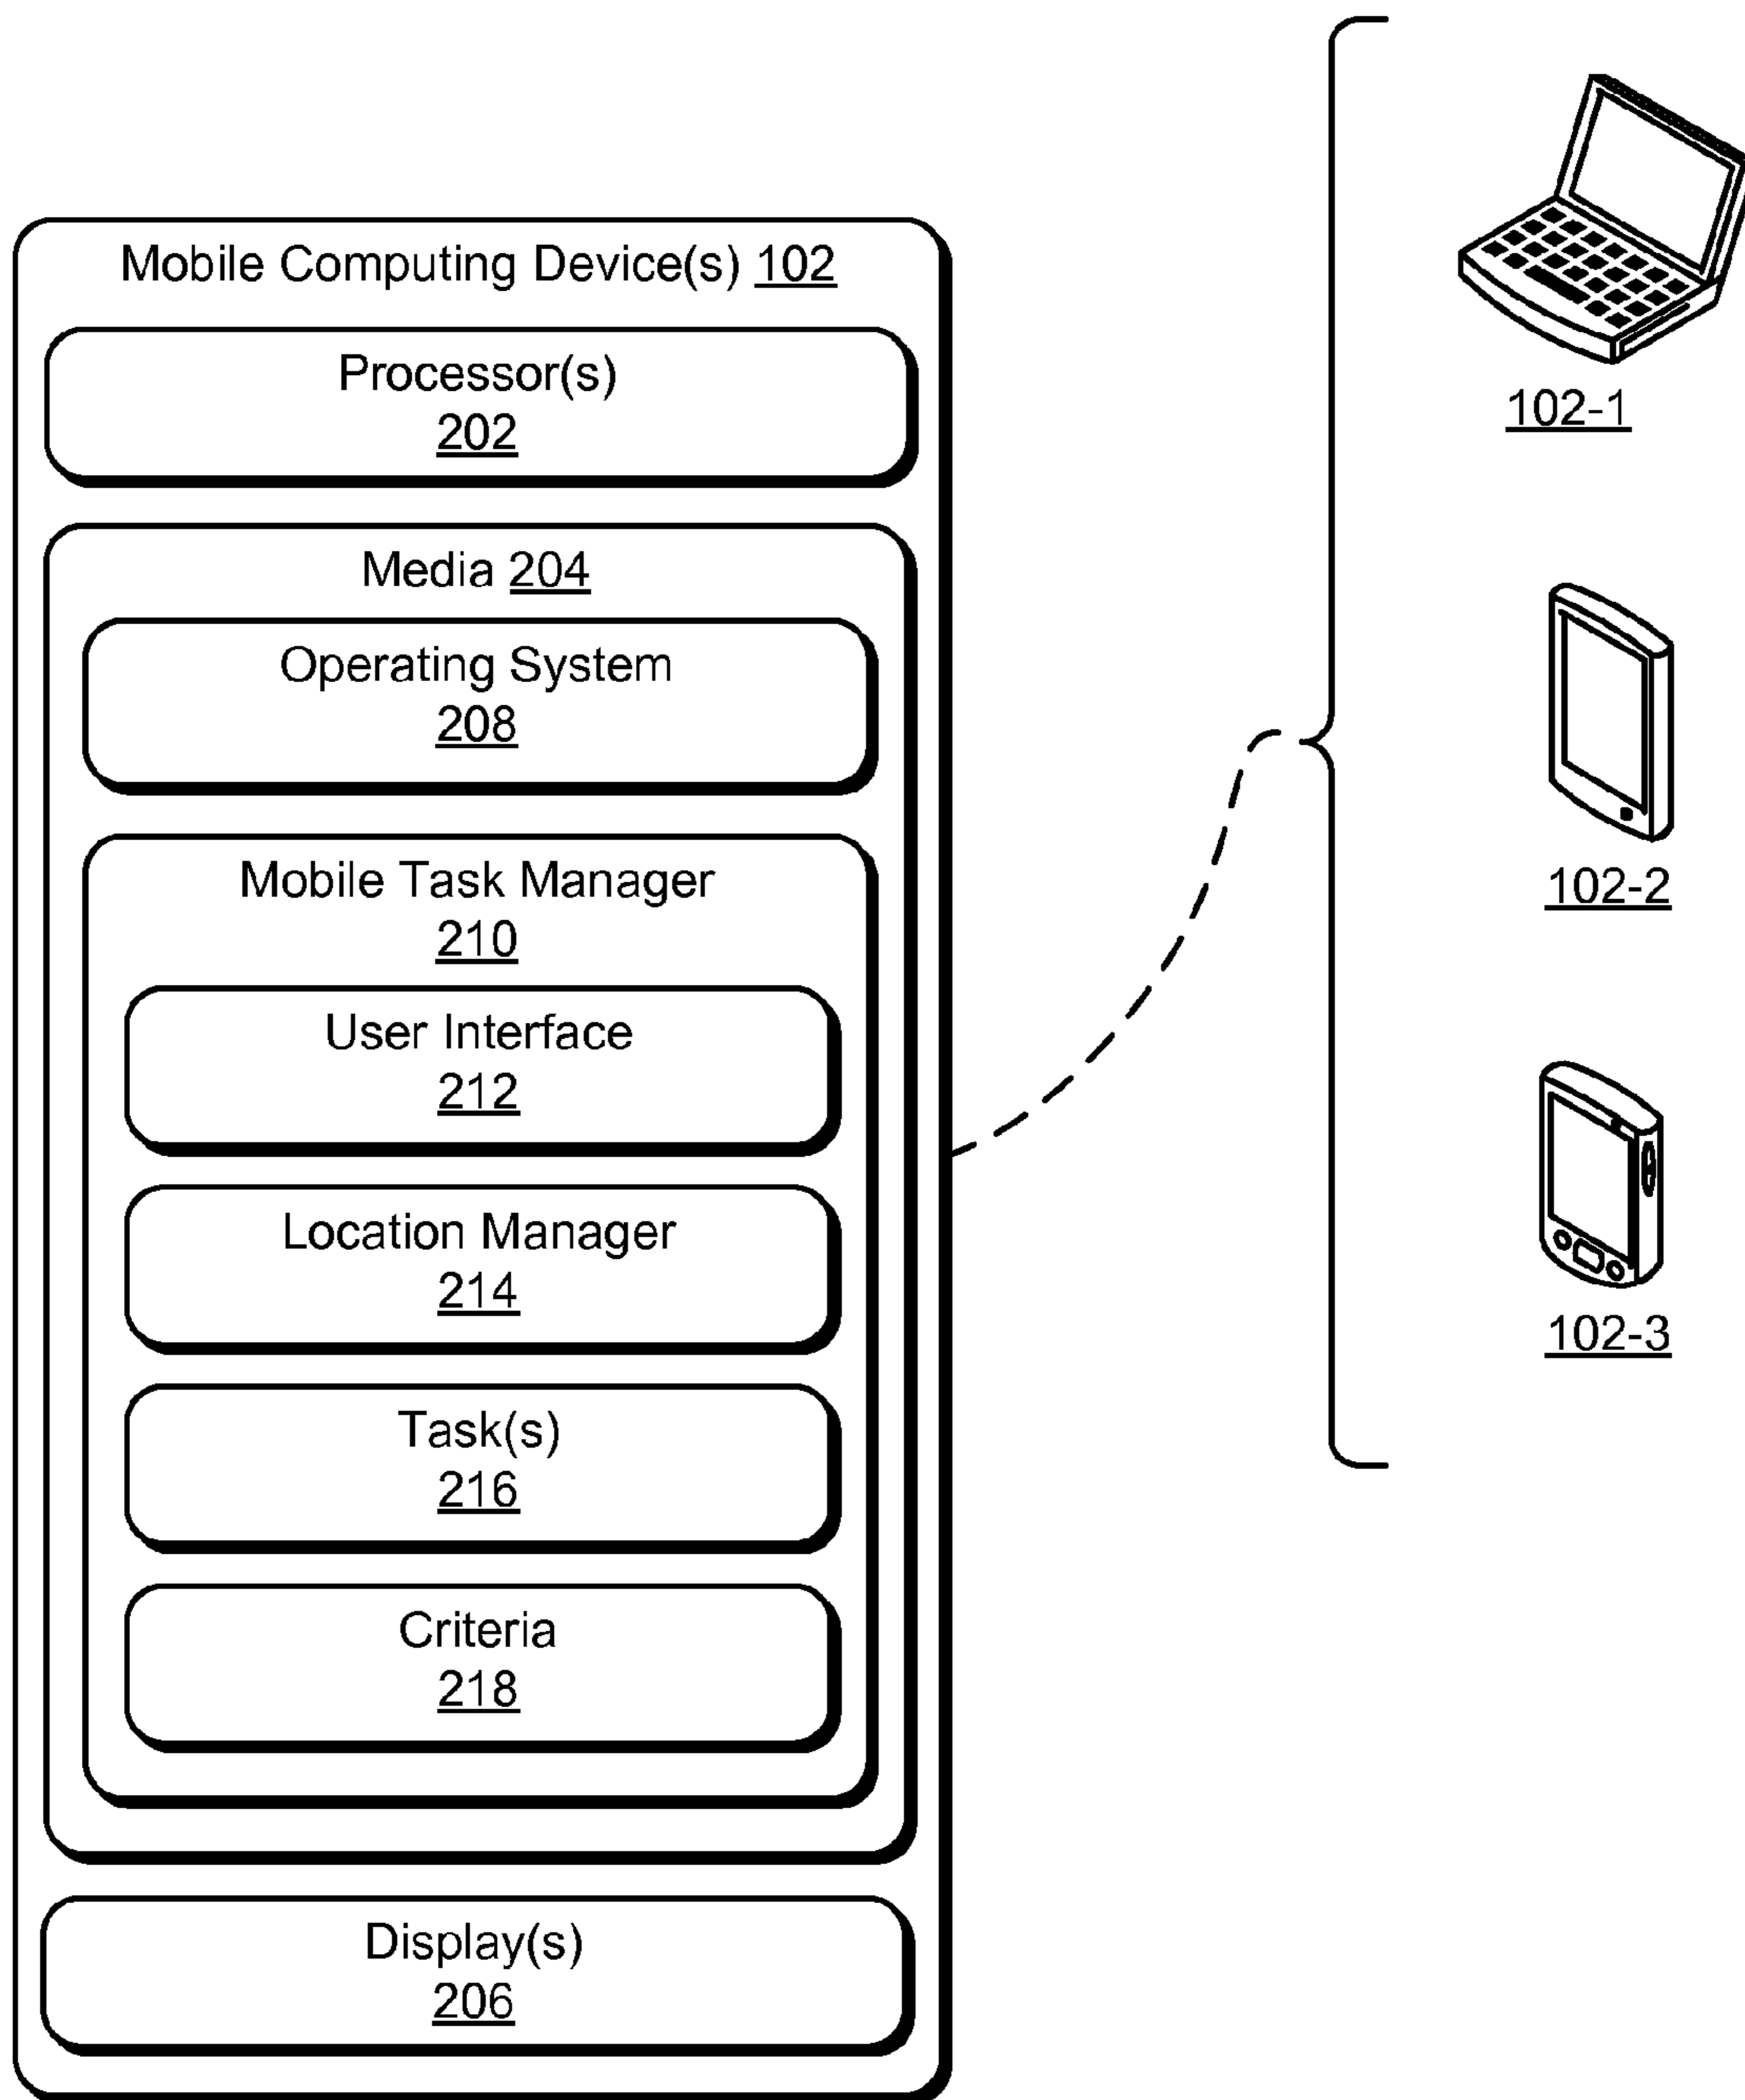 Mobile Computing Device(s) 102
Processor(s)
202
Media 204
Operating System
208
Mobile Task Manager
210
User Interface
212
Location Manager
214
Task(s)
216
Criteria
218
Display(s)
206
102-1
102-2
102-3